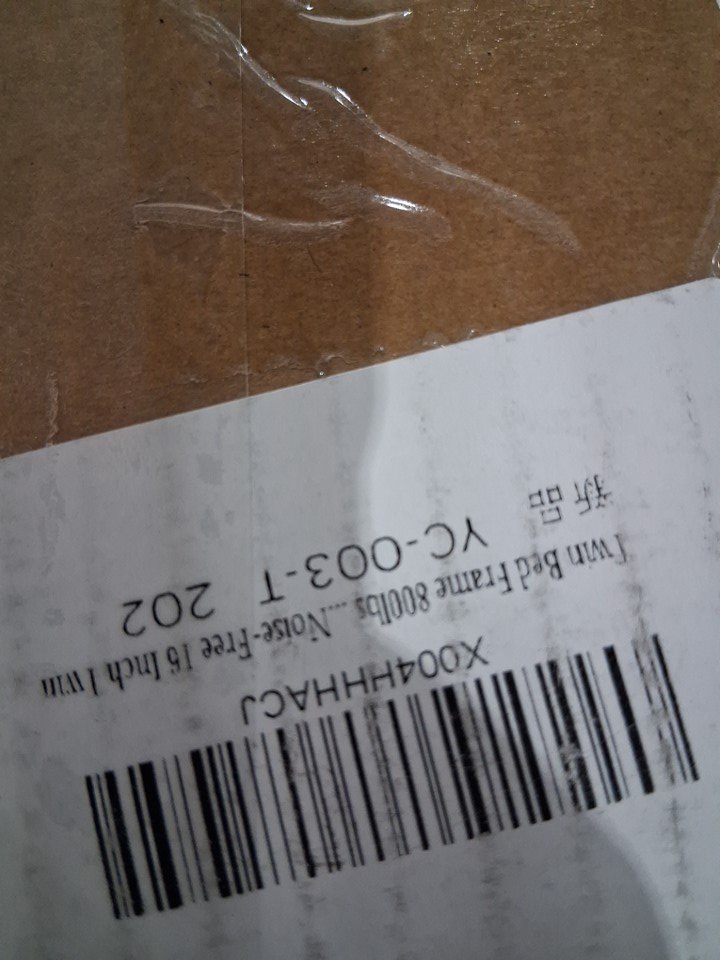 X004HHHACJ
Twin Bed Frame 800lbs ...Noise-Free 16 Inch Twin
新品 YC-003-T 202